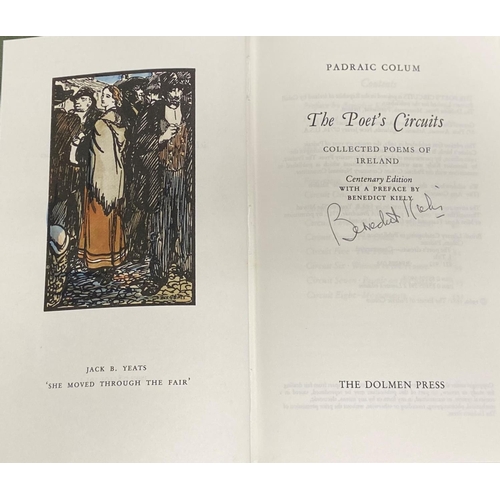 JACK B. YEATS
'SHE MOVED THROUGH THE FAIR'
PADRAIC COLUM
The Poet's Circuits
COLLECTED POEMS OF
IRELAND
Centenary Edition
WITH A PREFACE BY
BENEDICT KIELY
Benedict Kiely
THE DOLMEN PRESS